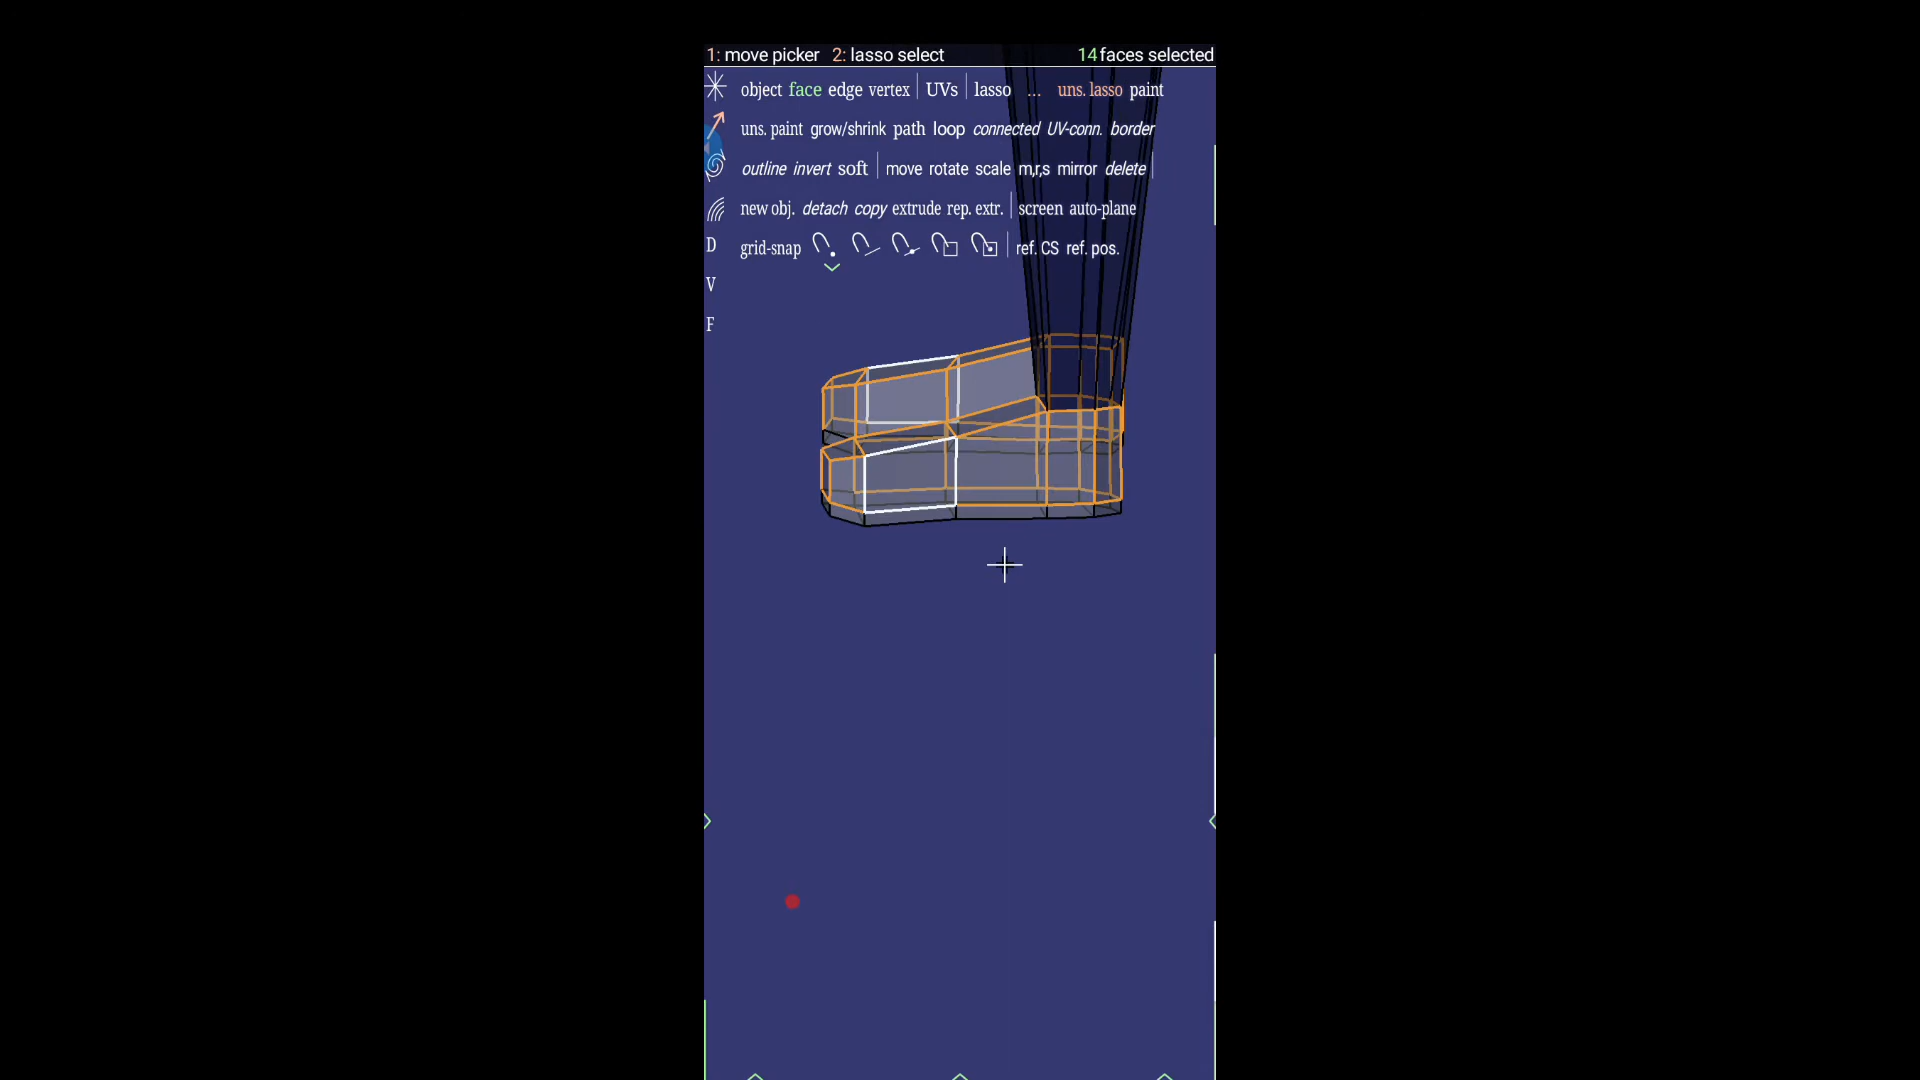 1: move picker 2: lasso select 14 faces selected
object face edge vertex UVs lasso ... uns. lasso paint
uns. paint grow/shrink path loop connected UV-conn. border
outline invert soft move rotate scale m,r,s mirror delete
new obj. detach copy extrude rep. extr. screen auto-plane
D
grid-snap ref. CS ref. pos.
V
F